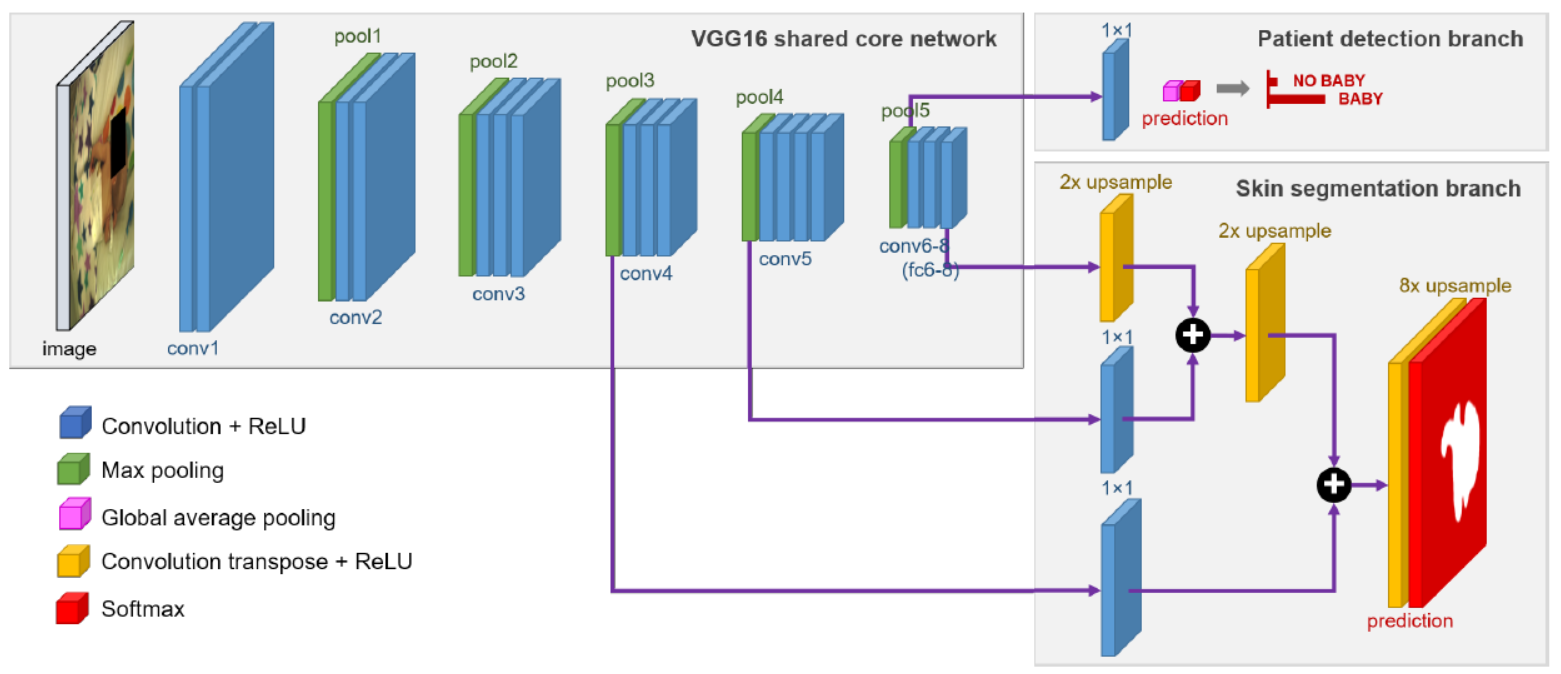 VGG16 shared core network
pool1
pool2
pool3
pool4
pool5
image
conv1
conv2
conv3
conv4
conv5
conv6-8
(fc6-8)
Patient detection branch
1×1
prediction
NO BABY
BABY
Skin segmentation branch
2x upsample
2x upsample
8x upsample
1×1
1×1
prediction
Convolution + ReLU
Max pooling
Global average pooling
Convolution transpose + ReLU
Softmax